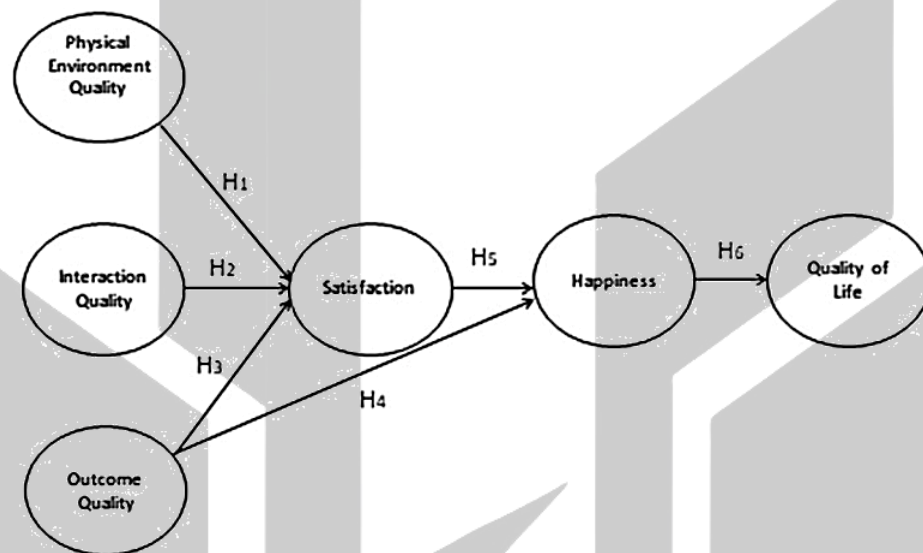 Physical
Environment
Quality
H1
H2
Interaction
Quality
Satisfaction
H5
Happiness
H6
Quality of
Life
H3
H4
Outcome
Quality